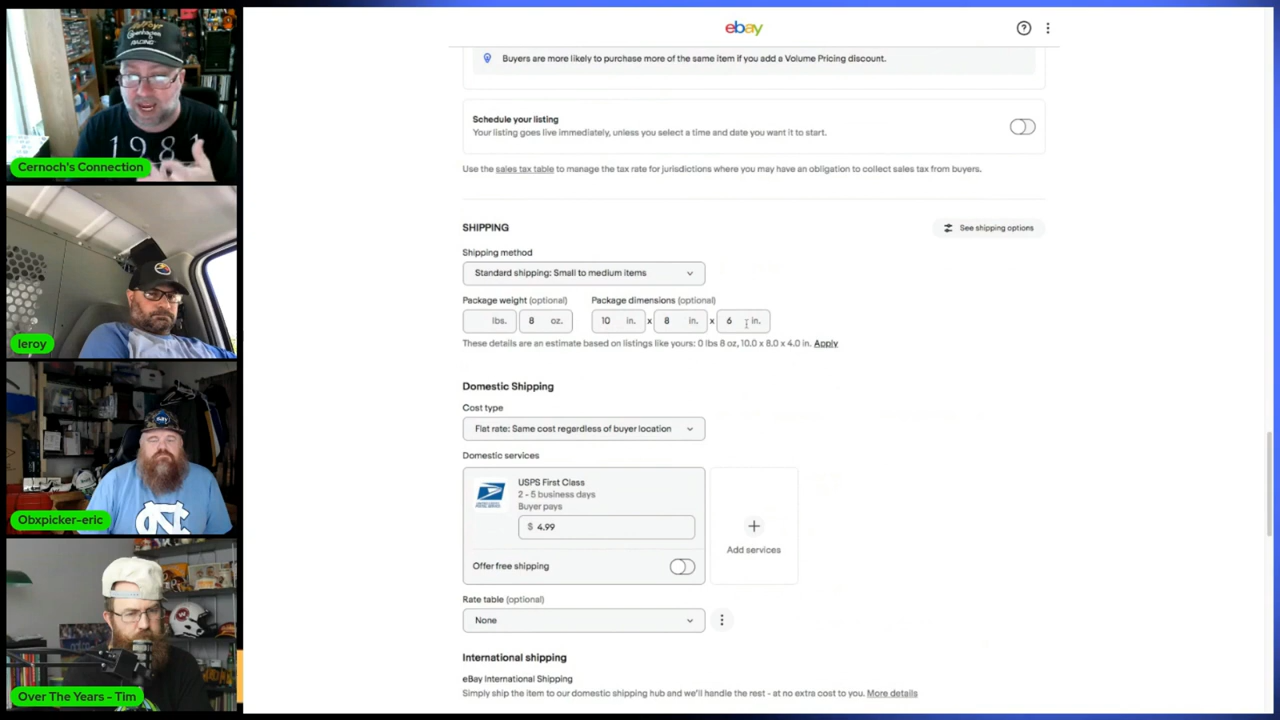 ebay
Buyers are more likely to purchase more of the same item if you add a Volume Pricing discount.
Schedule your listing
Your listing goes live immediately, unless you select a time and date you want it to start.
Use the sales tax table to manage the tax rate for jurisdictions where you may have an obligation to collect sales tax from buyers.
SHIPPING
See shipping options
Shipping method
Standard shipping: Small to medium items
Package weight (optional) Package dimensions (optional)
lbs. 8 oz. 10 in. x 8 in. x 6 in.
These details are an estimate based on listings like yours: 0 lbs 8 oz, 10.0 x 8.0 x 4.0 in. Apply
Domestic Shipping
Cost type
Flat rate: Same cost regardless of buyer location
Domestic services
USPS First Class
2 - 5 business days
Buyer pays
$ 4.99
Offer free shipping
Add services
Rate table (optional)
None
International shipping
eBay International Shipping
Simply ship the item to our domestic shipping hub and we'll handle the rest - at no extra cost to you. More details
RACING
1981
Cernoch's Connection
leroy
Obxpicker-eric
NC
Over The Years - Tim